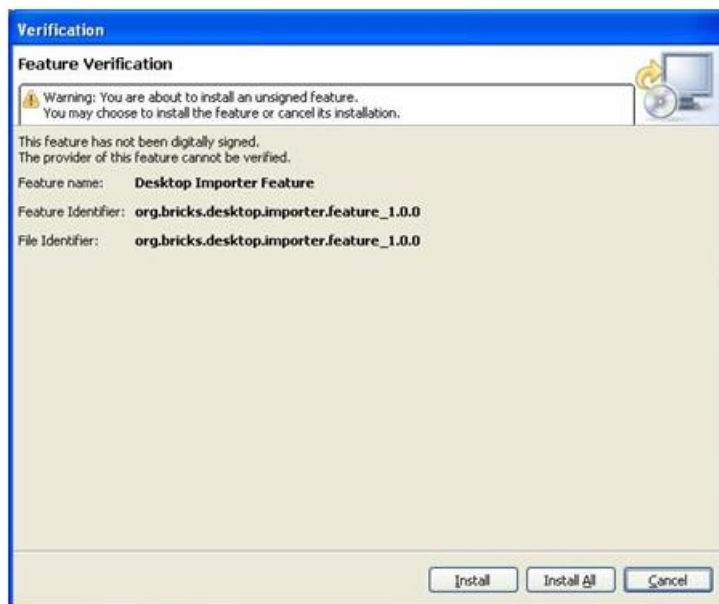 Verification
Feature Verification
Warning: You are about to install an unsigned feature.
You may choose to install the feature or cancel its installation.
This feature has not been digitally signed.
The provider of this feature cannot be verified.
Feature name: Desktop Importer Feature
Feature Identifier: org.bricks.desktop.importer.feature_1.0.0
File Identifier: org.bricks.desktop.importer.feature_1.0.0
Install Install All Cancel